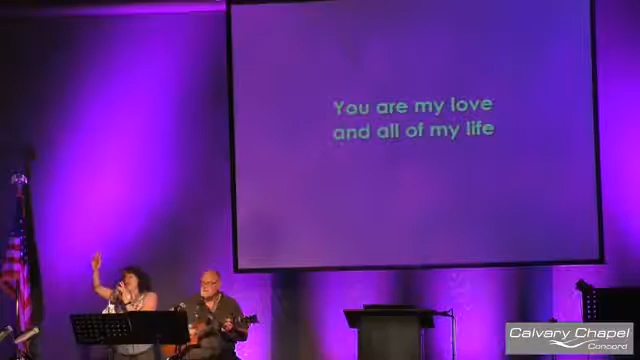 You are my love
and all of my life
Calvary Chapel
Concord